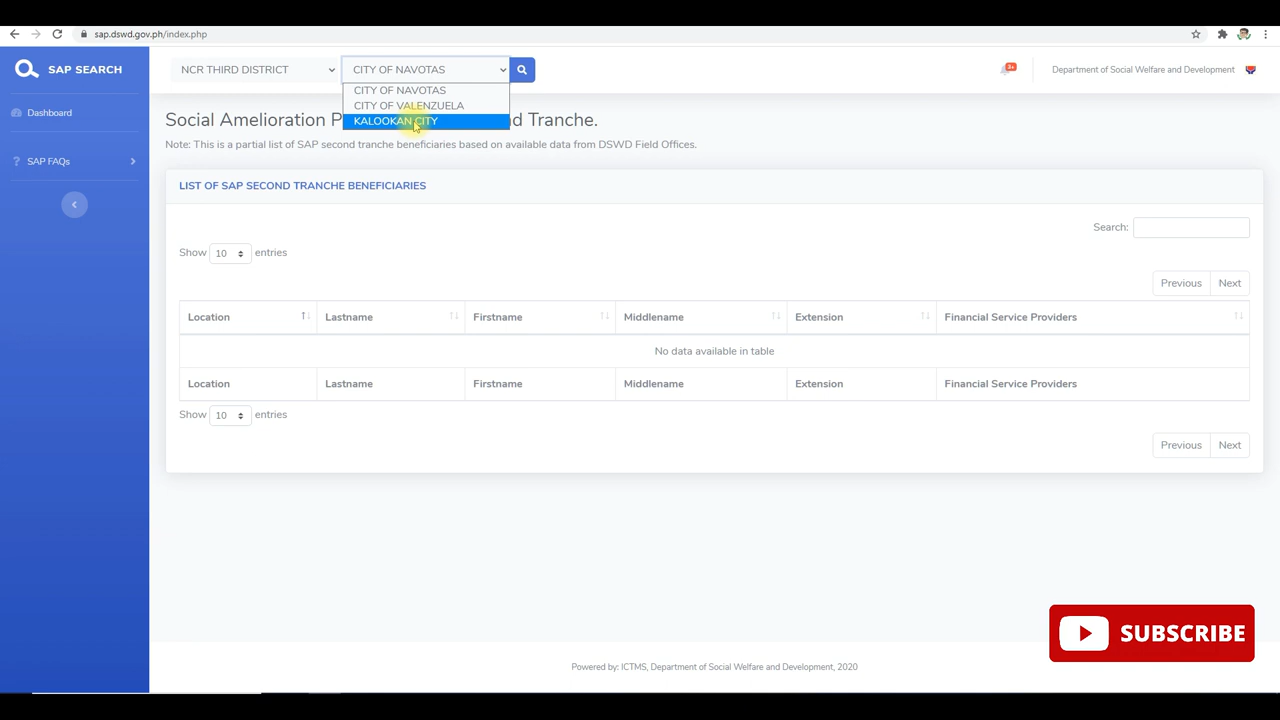 sap.dswd.gov.ph/index.php
SAP SEARCH
NCR THIRD DISTRICT
CITY OF NAVOTAS
3+
Department of Social Welfare and Development
CITY OF NAVOTAS
CITY OF VALENZUELA
KALOOKAN CITY
Dashboard
SAP FAQs
Social Amelioration P d Tranche.
Note: This is a partial list of SAP second tranche beneficiaries based on available data from DSWD Field Offices.
LIST OF SAP SECOND TRANCHE BENEFICIARIES
Search:
Show 10 entries
Previous Next
Location Lastname Firstname Middlename Extension Financial Service Providers
No data available in table
Location Lastname Firstname Middlename Extension Financial Service Providers
Show 10 entries
Previous Next
SUBSCRIBE
Powered by: ICTMS, Department of Social Welfare and Development, 2020